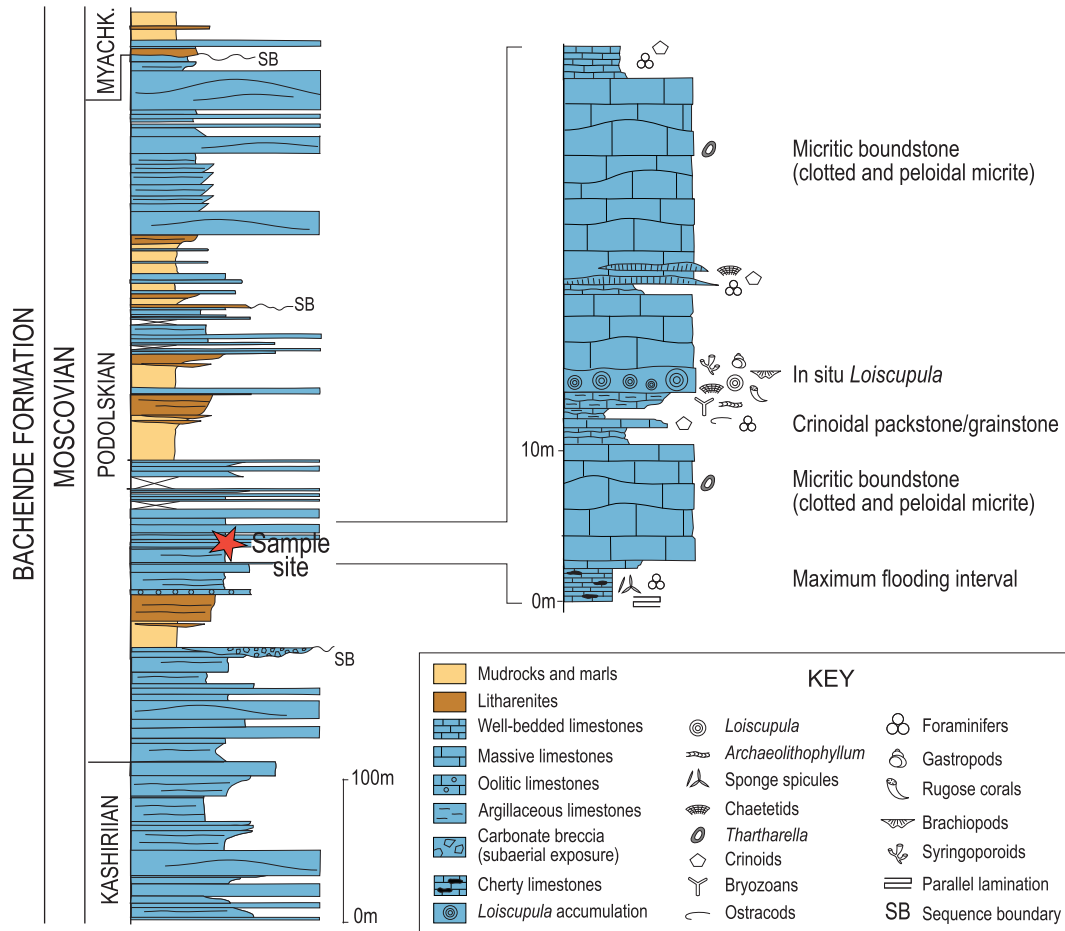 BACHENDE FORMATION
MOSCOVIAN
MYACHK.
PODOLSKIAN
KASHIRIIAN
SB
SB
Sample
site
SB
100m
0m
10m
0m
Micritic boundstone
(clotted and peloidal micrite)
In situ Loiscupula
Crinoidal packstone/grainstone
Micritic boundstone
(clotted and peloidal micrite)
Maximum flooding interval
KEY
Mudrocks and marls
Litharenites
Well-bedded limestones
Massive limestones
Oolitic limestones
Argillaceous limestones
Carbonate breccia
(subaerial exposure)
Cherty limestones
Loiscupula accumulation
Loiscupula
Archaeolithophyllum
Sponge spicules
Chaetetids
Thartharella
Crinoids
Bryozoans
Ostracods
Foraminifers
Gastropods
Rugose corals
Brachiopods
Syringoporoids
Parallel lamination
SB Sequence boundary